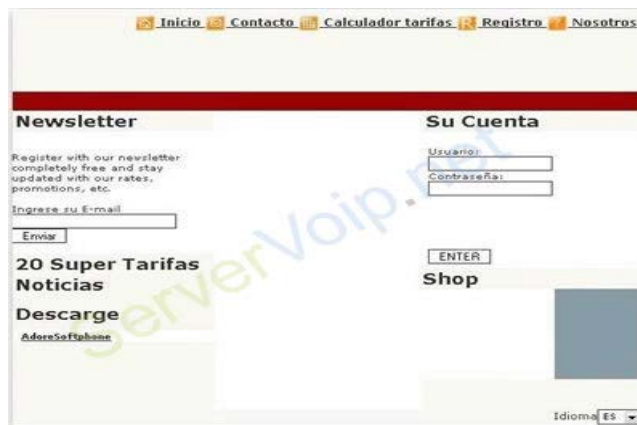 Inicio Contacto Calculador tarifas Registro Nosotros
Newsletter
Register with our newsletter
completely free and stay
updated with our rates,
promotions, etc.
Ingrese su E-mail
Enviar
20 Super Tarifas
Noticias
Descargue
AdoreSoftphone
Su Cuenta
Usuario:
Contraseña:
ENTER
Shop
Idioma ES
ServerVoip.net